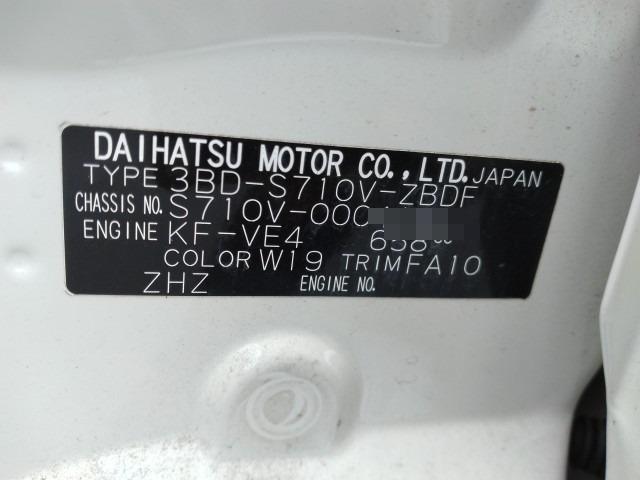 DAIHATSU MOTOR CO.,LTD. JAPAN
TYPE 3BD-S710V-ZBDF
CHASSIS NO. S710V-000
ENGINE KF-VE4 658cc
COLOR W19 TRIM FA10
ZHZ ENGINE NO.